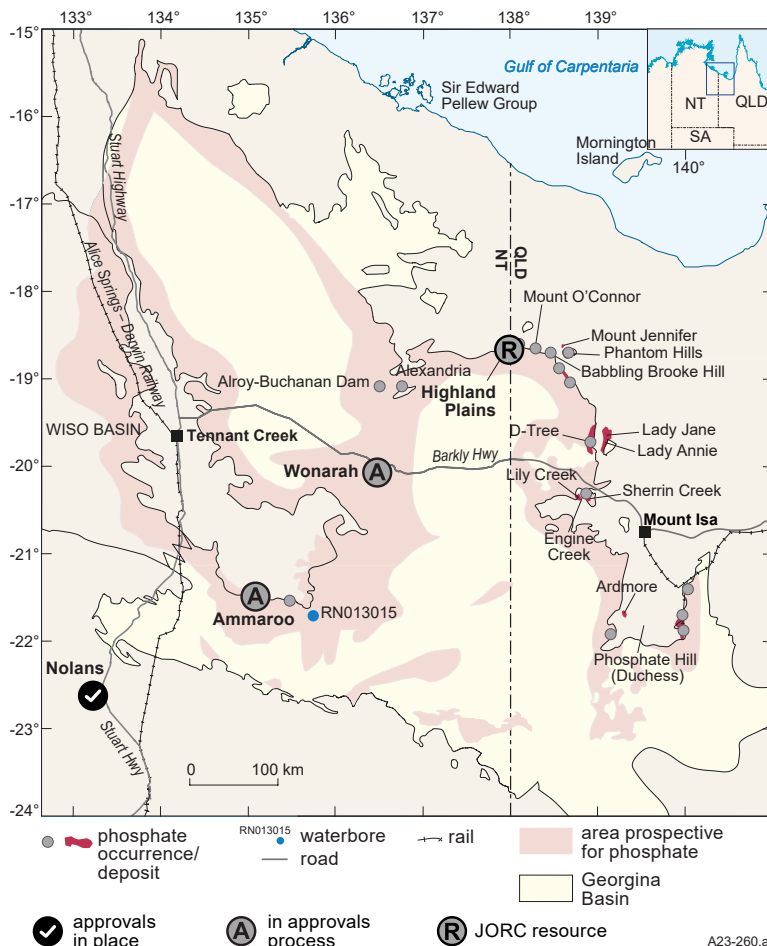 133° 134° 135° 136° 137° 138° 139°
-15°
-16°
-17°
-18°
-19°
-20°
-21°
-22°
-23°
-24°
Gulf of Carpentaria
Sir Edward
Pellew Group
Mornington
Island
NT QLD
SA
140°
Stuart Highway
Alice Springs – Darwin Railway
QLD
NT
Mount O'Connor
Mount Jennifer
Phantom Hills
Babbling Brooke Hill
R
Highland
Plains
Alroy-Buchanan Dam
Alexandria
WISO BASIN
Tennant Creek
D-Tree
Lady Jane
Lady Annie
Wonarah
A
Barkly Hwy
Lily Creek
Sherrin Creek
Mount Isa
Engine
Creek
Ardmore
A
Ammaroo
RN013015
Phosphate Hill
(Duchess)
Nolans
Stuart Hwy
0 100 km
phosphate
occurrence/
deposit
RN013015
waterbore
road
rail
area prospective
for phosphate
Georgina
Basin
approvals
in place
A
in approvals
process
R
JORC resource
A23-260.a